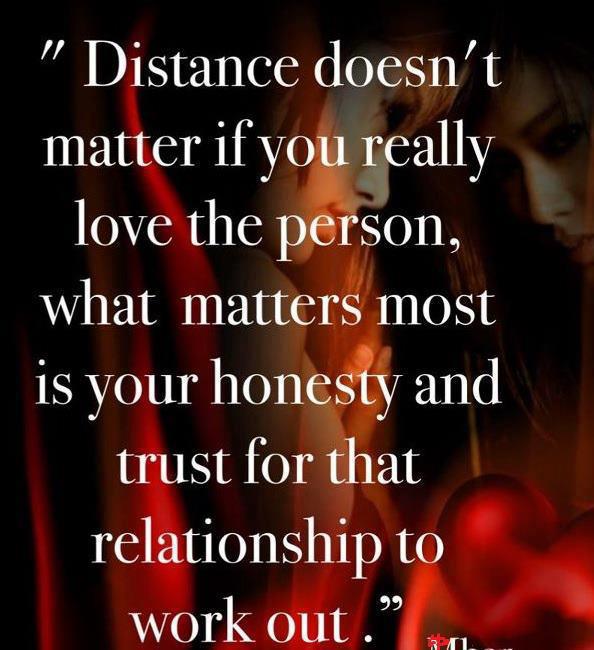 " Distance doesn't
matter if you really
love the person,
what matters most
is your honesty and
trust for that
relationship to
work out .”